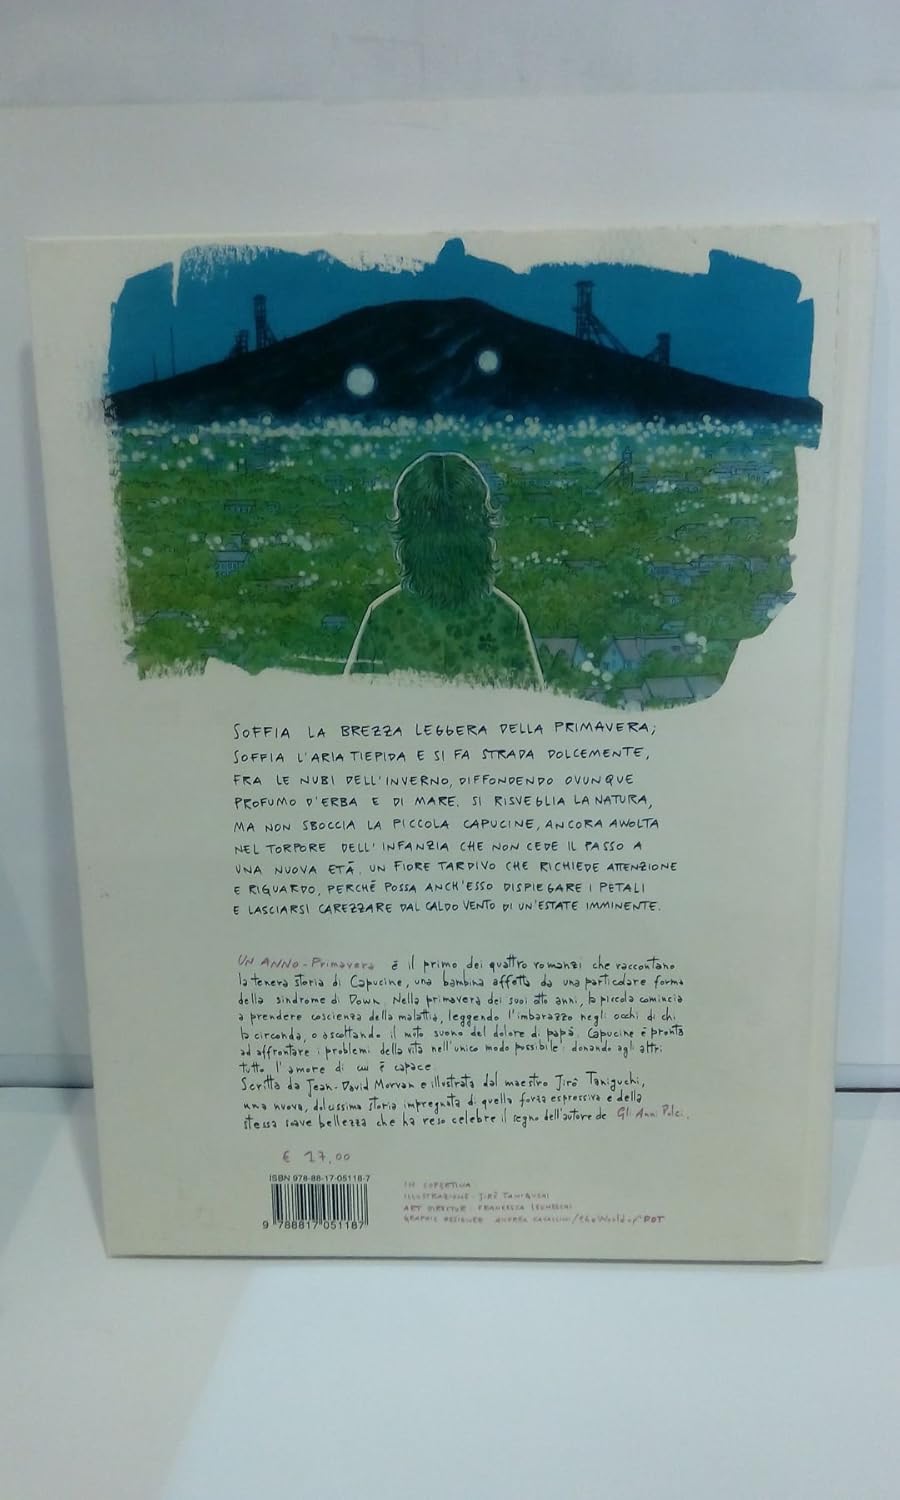 SOFFIA LA BREZZA LEGGERA DELLA PRIMAVERA;
SOFFIA L'ARIA TIEPIDA E SI FA STRADA DOLCEMENTE,
FRA LE NUBI DELL'INVERNO, DIFFONDENDO OVUNQUE
PROFUMO D'ERBA E DI MARE. SI RISVEGLIA LA NATURA,
MA NON SBOCCIA LA PICCOLA CAPUCINE, ANCORA AVVOLTA
NEL TORPORE DELL'INFANZIA CHE NON CEDE IL PASSO A
UNA NUOVA ETÀ. UN FIORE TARDIVO CHE RICHIEDE ATTENZIONE
E RIGUARDO, PERCHÉ POSSA ANCH'ESSO DISPIEGARE I PETALI
E LASCIARSI CAREZZARE DAL CALDO VENTO DI UN'ESTATE IMMINENTE.
UN ANNO - Primavera è il primo dei quattro romanzi che raccontano
la tenera storia di Capucine, una bambina affetta da una particolare forma
della sindrome di Down. Nella primavera dei suoi otto anni, la piccola comincia
a prendere coscienza della malattia, leggendo l'imbarazzo negli occhi di chi
la circonda, o ascoltando il muto suono del dolore di papà. Capucine è pronta
ad affrontare i problemi della vita nell'unico modo possibile: donando agli altri
tutto l'amore di cui è capace.
Scritta da Jean-David Morvan e illustrata dal maestro Jirô Taniguchi,
una nuova, dolcissima storia impregnata di quella forza espressiva e della
stessa soave bellezza che ha reso celebre il segno dell'autore de Gli Anni Dolci.
€ 17,00
ISBN 978-88-17-05118-7
9 788817 051187
IN COPERTINA
ILLUSTRAZIONE: JIRÔ TANIGUCHI
ART DIRECTOR: FRANCESCA LEONESCHI
GRAPHIC DESIGNER: ANDREA CAVALLINI / theWorldofDOT